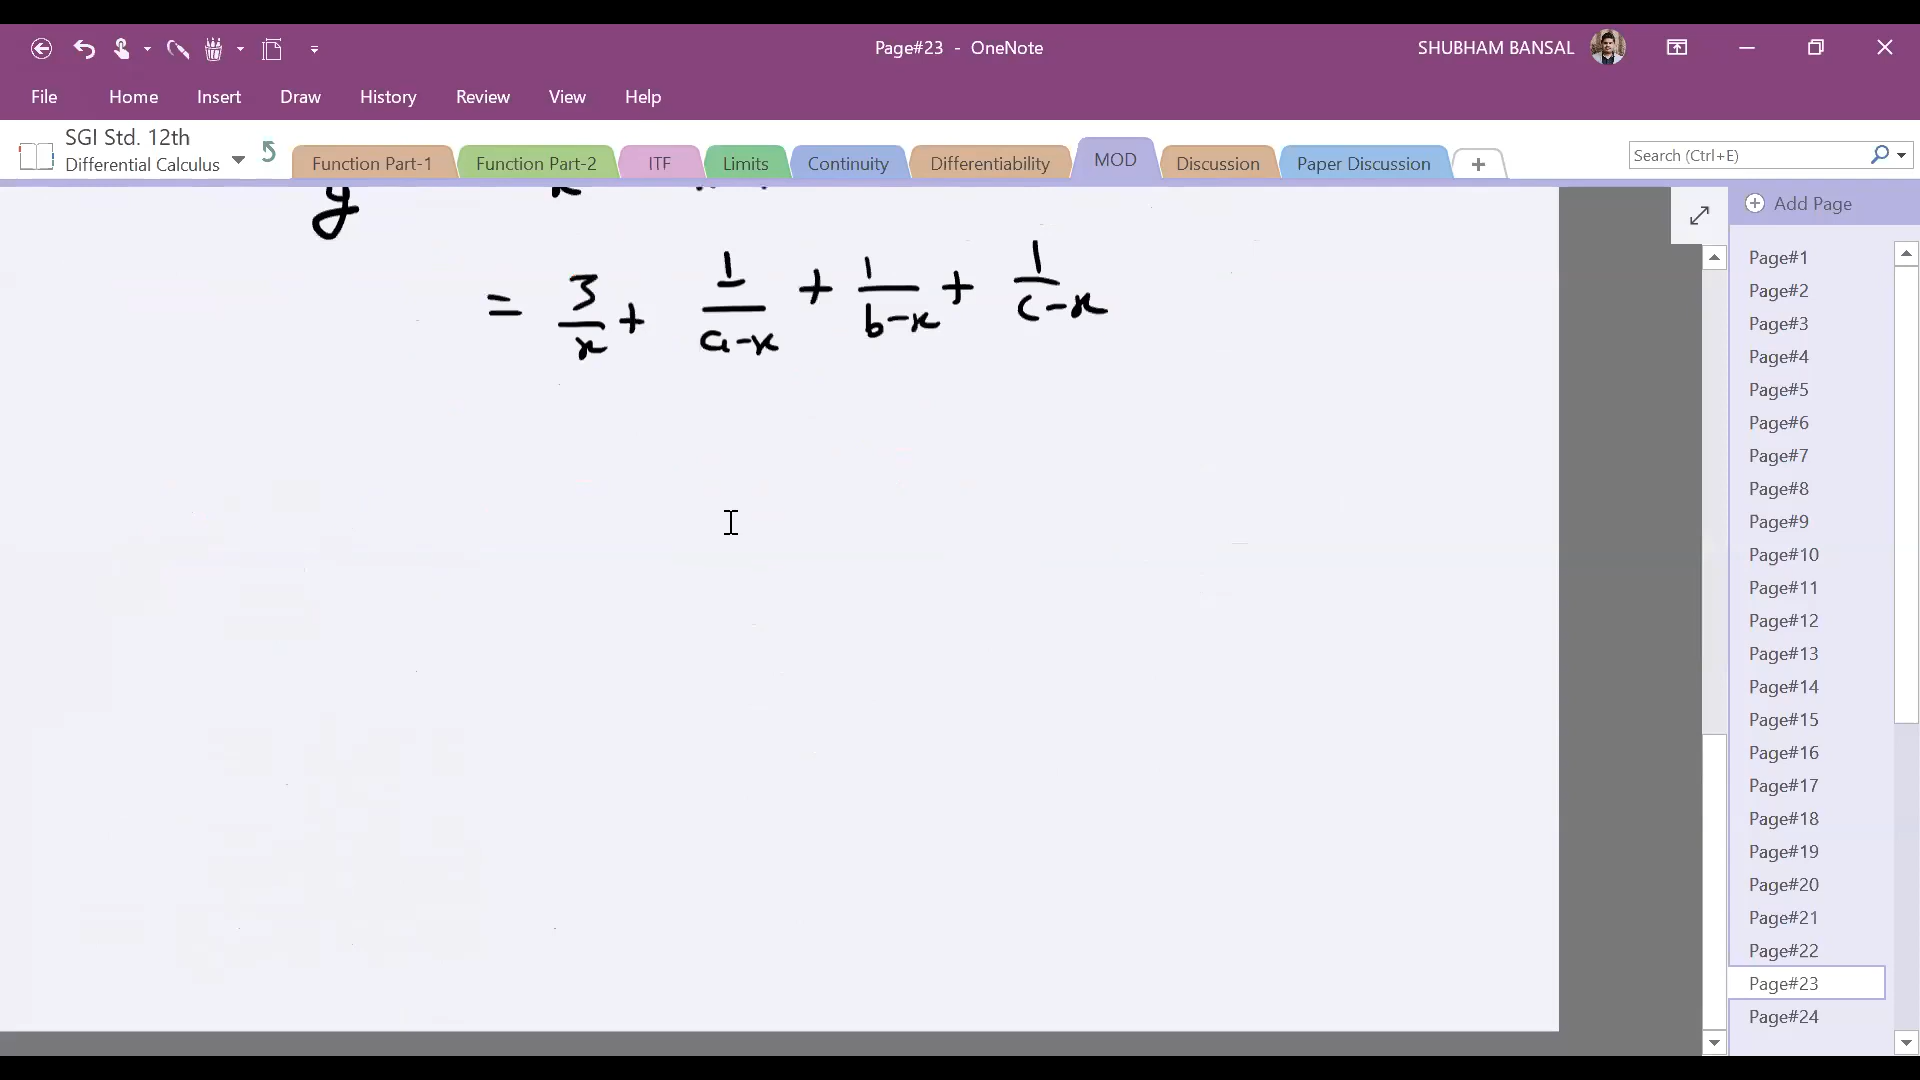 Page#23 - OneNote
SHUBHAM BANSAL
File Home Insert Draw History Review View Help
SGI Std. 12th
Differential Calculus
Function Part-1 Function Part-2 ITF Limits Continuity Differentiability MOD Discussion Paper Discussion
Search (Ctrl+E)
Add Page
y
= 3/x + 1/(a-x) + 1/(b-x) + 1/(c-x)
Page#1
Page#2
Page#3
Page#4
Page#5
Page#6
Page#7
Page#8
Page#9
Page#10
Page#11
Page#12
Page#13
Page#14
Page#15
Page#16
Page#17
Page#18
Page#19
Page#20
Page#21
Page#22
Page#23
Page#24